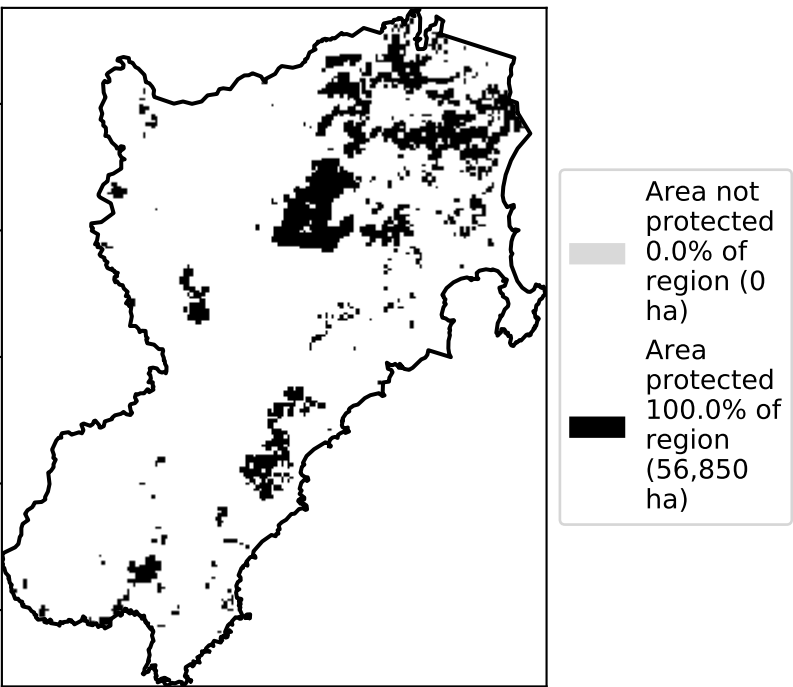 Area not
protected
0.0% of
region (0
ha)
Area
protected
100.0% of
region
(56,850
ha)